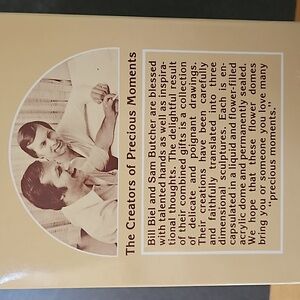 The Creators of Precious Moments
Bill Biel and Sam Butcher are blessed
with talented hands as well as inspira-
tional thoughts. The delightful result
of their combined gifts is a collection
of delicate and poignant drawings.
Their creations have been carefully
and faithfully translated into three
dimensional sculptures. Each is en-
capsulated in a liquid and flower-filled
acrylic dome and permanently sealed.
We hope that these flower domes
bring you or someone you love many
"precious moments."